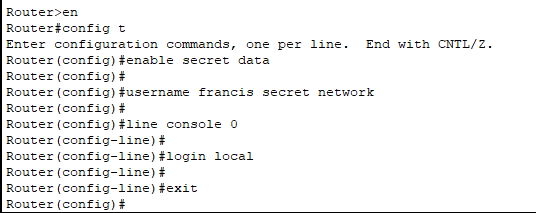 Router>en
Router#config t
Enter configuration commands, one per line.  End with CNTL/Z.
Router(config)#enable secret data
Router(config)#
Router(config)#username francis secret network
Router(config)#
Router(config)#line console 0
Router(config-line)#
Router(config-line)#login local
Router(config-line)#
Router(config-line)#exit
Router(config)#